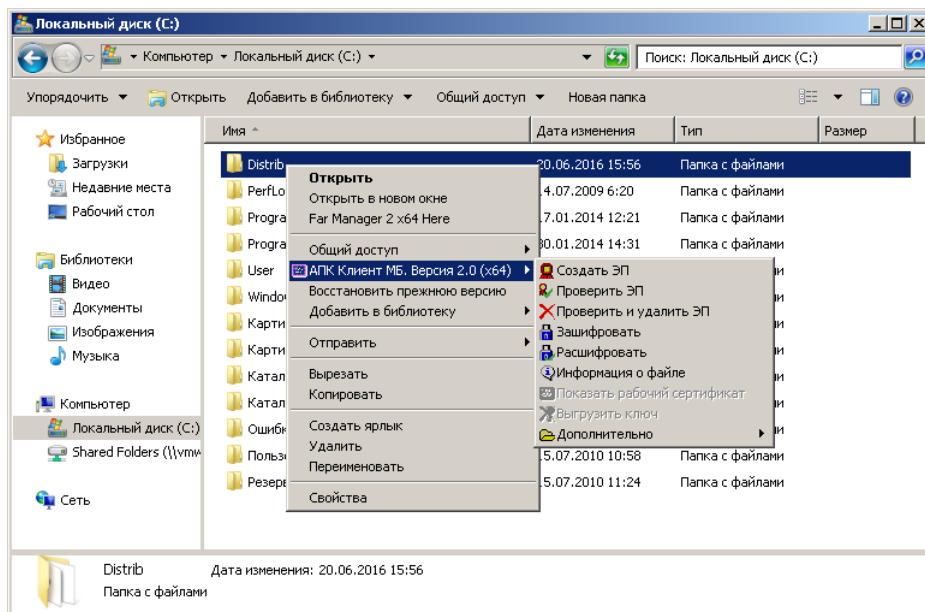 Локальный диск (C:)
Компьютер Локальный диск (C:)
Поиск: Локальный диск (C:)
Упорядочить Открыть Добавить в библиотеку Общий доступ Новая папка
Избранное
Загрузки
Недавние места
Рабочий стол
Библиотеки
Видео
Документы
Изображения
Музыка
Компьютер
Локальный диск (C:)
Shared Folders (\\vmw
Сеть
Имя Дата изменения Тип Размер
Distrib 20.06.2016 15:56 Папка с файлами
PerfLo 4.07.2009 6:20 Папка с файлами
Progra 7.01.2014 12:21 Папка с файлами
Progra 30.01.2014 14:31 Папка с файлами
User
Windo
Карти
Карти
Катал
Катал
Ошибк
Польз 5.07.2010 10:58 Папка с файлами
Резер 5.07.2010 11:24 Папка с файлами
Открыть
Открыть в новом окне
Far Manager 2 x64 Here
Общий доступ
АПК Клиент МБ. Версия 2.0 (x64)
Восстановить прежнюю версию
Добавить в библиотеку
Отправить
Вырезать
Копировать
Создать ярлык
Удалить
Переименовать
Свойства
Создать ЭП
Проверить ЭП
Проверить и удалить ЭП
Зашифровать
Расшифровать
Информация о файле
Показать рабочий сертификат
Выгрузить ключ
Дополнительно
Distrib Дата изменения: 20.06.2016 15:56
Папка с файлами